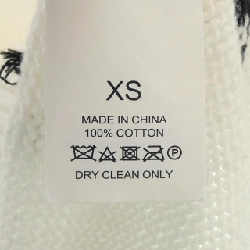 XS
MADE IN CHINA
100% COTTON
P
DRY CLEAN ONLY